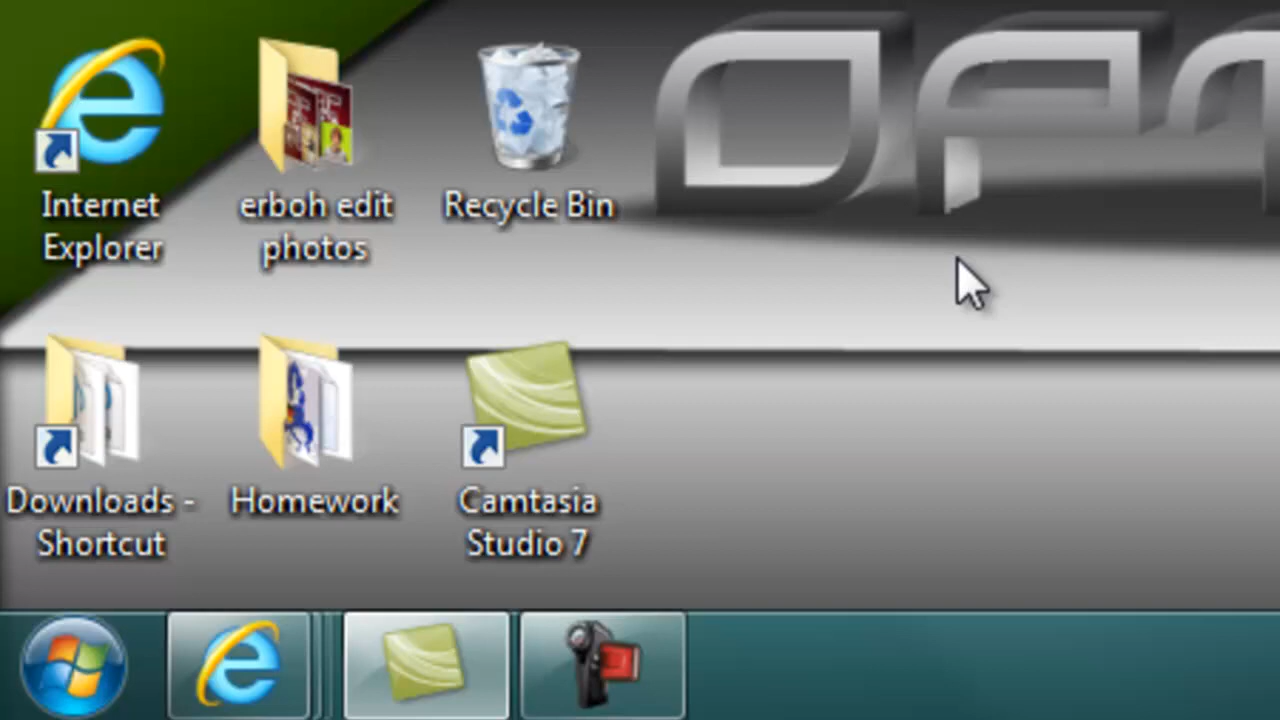 Internet
Explorer
erboh edit
photos
Recycle Bin
Downloads -
Shortcut
Homework
Camtasia
Studio 7